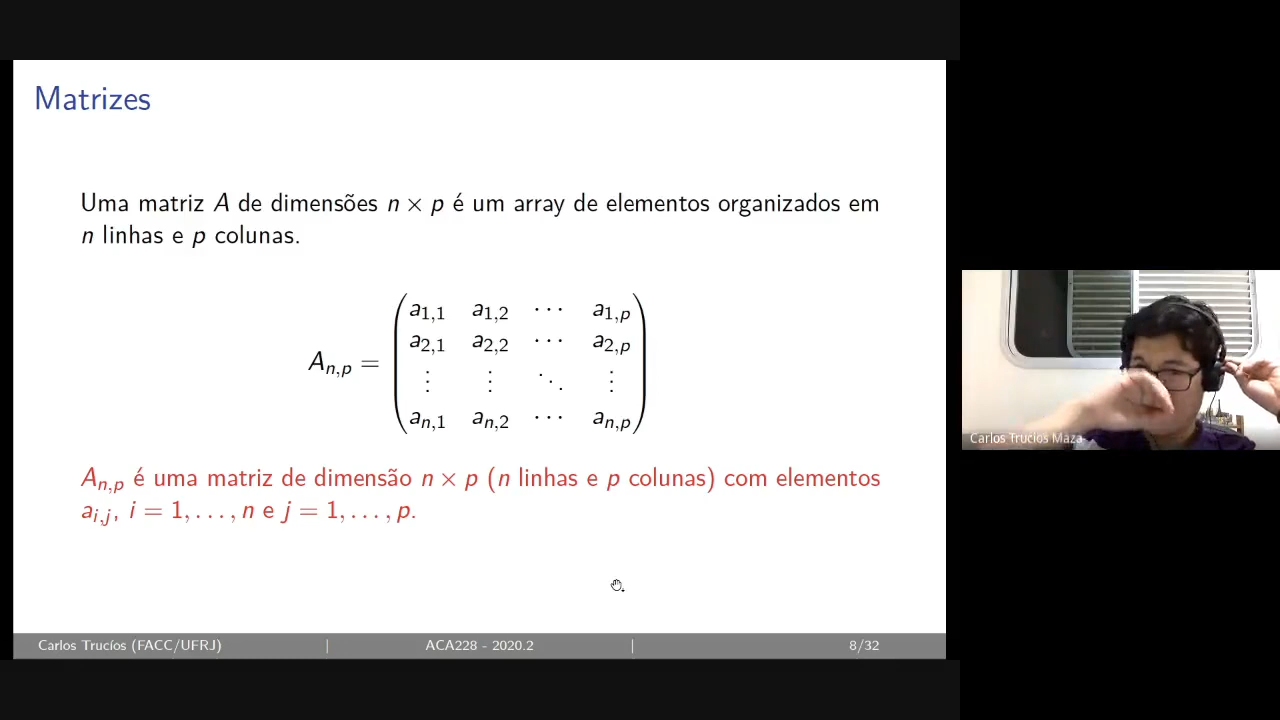 Matrizes
Uma matriz A de dimensões n × p é um array de elementos organizados em
n linhas e p colunas.
a1,1 a1,2 ⋯ a1,p
a2,1 a2,2 ⋯ a2,p
An,p =
⋮ ⋮ ⋱ ⋮
an,1 an,2 ⋯ an,p
An,p é uma matriz de dimensão n × p (n linhas e p colunas) com elementos
ai,j, i = 1, . . . , n e j = 1, . . . , p.
Carlos Trucíos (FACC/UFRJ) | ACA228 - 2020.2 | 8/32
Carlos Trucios Maza